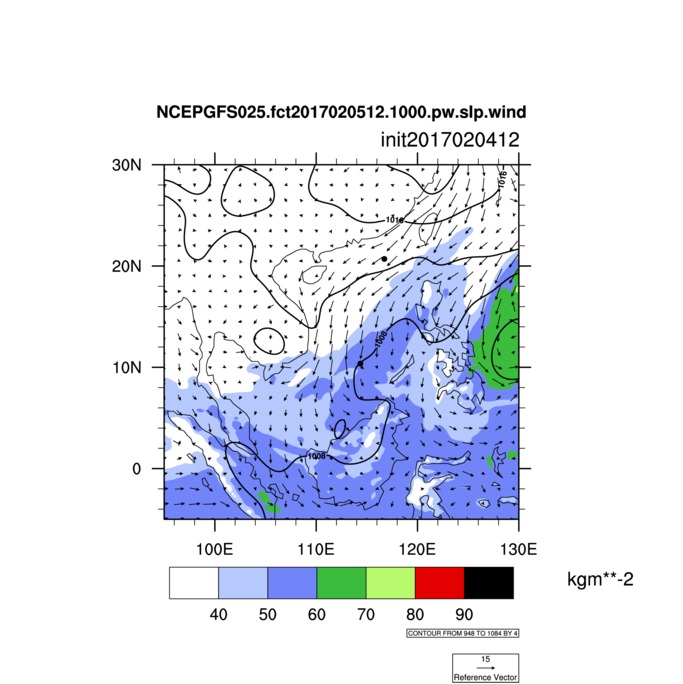 NCEPGFS025.fct2017020512.1000.pw.slp.wind
init2017020412
30N
1016
1016
20N
1008
10N
1008
0
100E 110E 120E 130E
kgm**-2
40 50 60 70 80 90
CONTOUR FROM 948 TO 1084 BY 4
15
Reference Vector